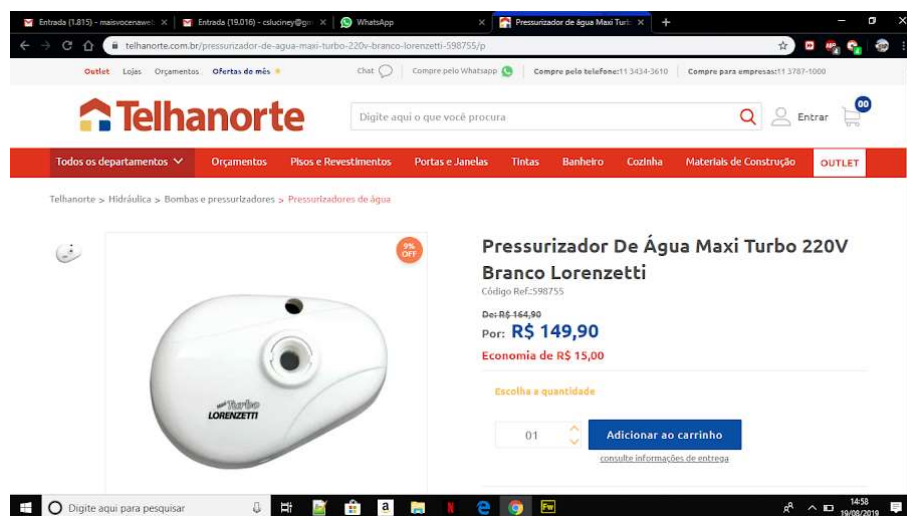 Entrada (1.815) - maisvocenaweb
Entrada (19.016) - csluciney@gm
WhatsApp
Pressurizador de água Maxi Turb
telhanorte.com.br/pressurizador-de-agua-maxi-turbo-220v-branco-lorenzetti-598755/p
Outlet Lojas Orçamentos Ofertas do mês Chat Compre pelo Whatsapp Compre pelo telefone:11 3434-3610 Compre para empresas:11 3787-1000
Telhanorte
Digite aqui o que você procura
Entrar
00
Todos os departamentos Orçamentos Pisos e Revestimentos Portas e Janelas Tintas Banheiro Cozinha Materiais de Construção OUTLET
Telhanorte > Hidráulica > Bombas e pressurizadores > Pressurizadores de água
9%
OFF
Turbo
LORENZETTI
Pressurizador De Água Maxi Turbo 220V
Branco Lorenzetti
Código Ref.:598755
De: R$ 164,90
Por: R$ 149,90
Economia de R$ 15,00
Escolha a quantidade
01
Adicionar ao carrinho
consulte informações de entrega
Digite aqui para pesquisar
14:58
19/08/2019